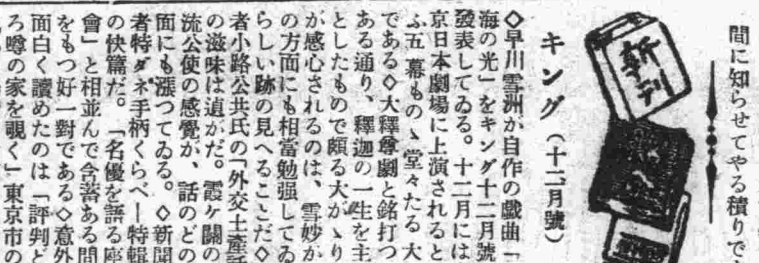 間に知らせてやる積りで
新刊
キング（十二月號）
◇早川雪洲が自作の戯曲「
海の光」をキング十二月號
發表してゐる。十二月には
京日本劇場に上演されると
ふ五幕もの、堂々たる大
である◇大釋尊劇と銘打つ
ある通り、釋迦の一生を主
としたもので頗る大がゝり
が感心されるのは、雪妙が
の方面にも相當勉强してゐ
らしい跡の見へることだ◇
者小路公共氏の「外交土産話
の滋味は逭がだ。霞ヶ關の
流公使の感覺が、話のどの
面にも漲つてゐる。◇新聞
者特ダネ手柄くらべー特輯
の快篇だ。「名優を語る座
會」と相並んで含蓄ある問
をもつ好一對である◇意外
面白く讀めたのは「評判ど
ろ噂の家を覗く」東京市の